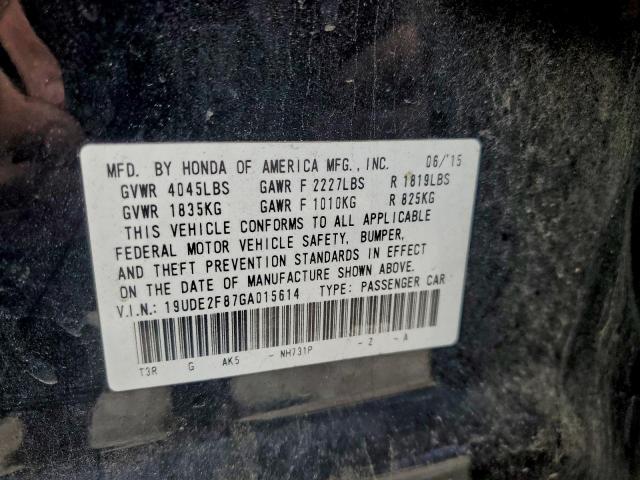 MFD. BY HONDA OF AMERICA MFG., INC. 06/'15
GVWR 4045LBS GAWR F 2227LBS R 1819LBS
GVWR 1835KG GAWR F 1010KG R 825KG
THIS VEHICLE CONFORMS TO ALL APPLICABLE
FEDERAL MOTOR VEHICLE SAFETY, BUMPER,
AND THEFT PREVENTION STANDARDS IN EFFECT
ON THE DATE OF MANUFACTURE SHOWN ABOVE.
V.I.N.: 19UDE2F87GA015614 TYPE: PASSENGER CAR
T3R G AK5 - NH731P - 2 - A